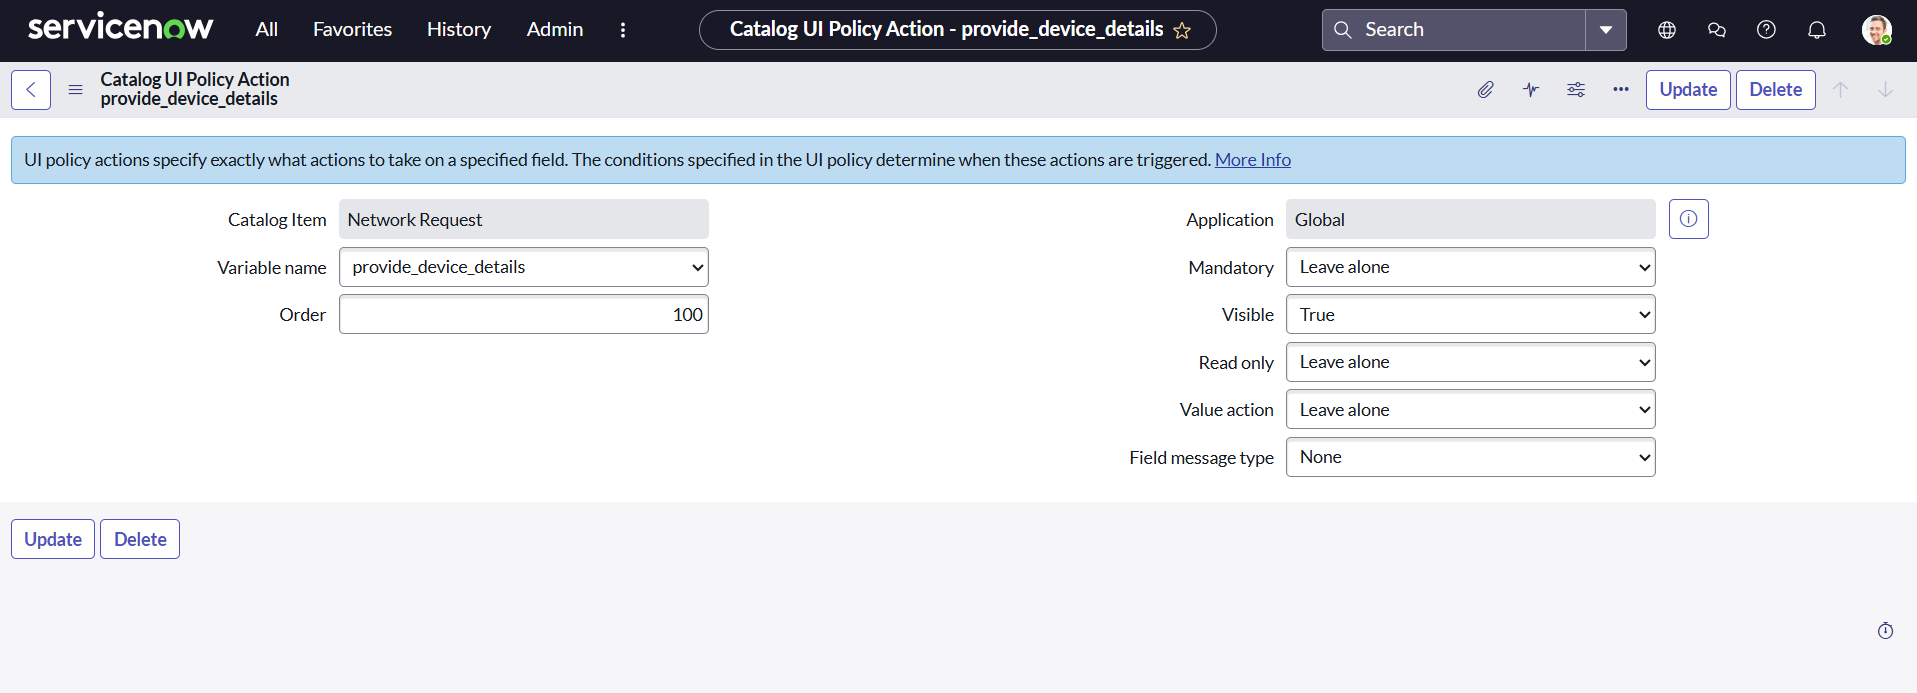 servicenow All Favorites History Admin Catalog UI Policy Action - provide_device_details Search
Catalog UI Policy Action
provide_device_details
Update Delete
UI policy actions specify exactly what actions to take on a specified field. The conditions specified in the UI policy determine when these actions are triggered. More Info
Catalog Item Network Request
Variable name provide_device_details
Order 100
Application Global
Mandatory Leave alone
Visible True
Read only Leave alone
Value action Leave alone
Field message type None
Update Delete